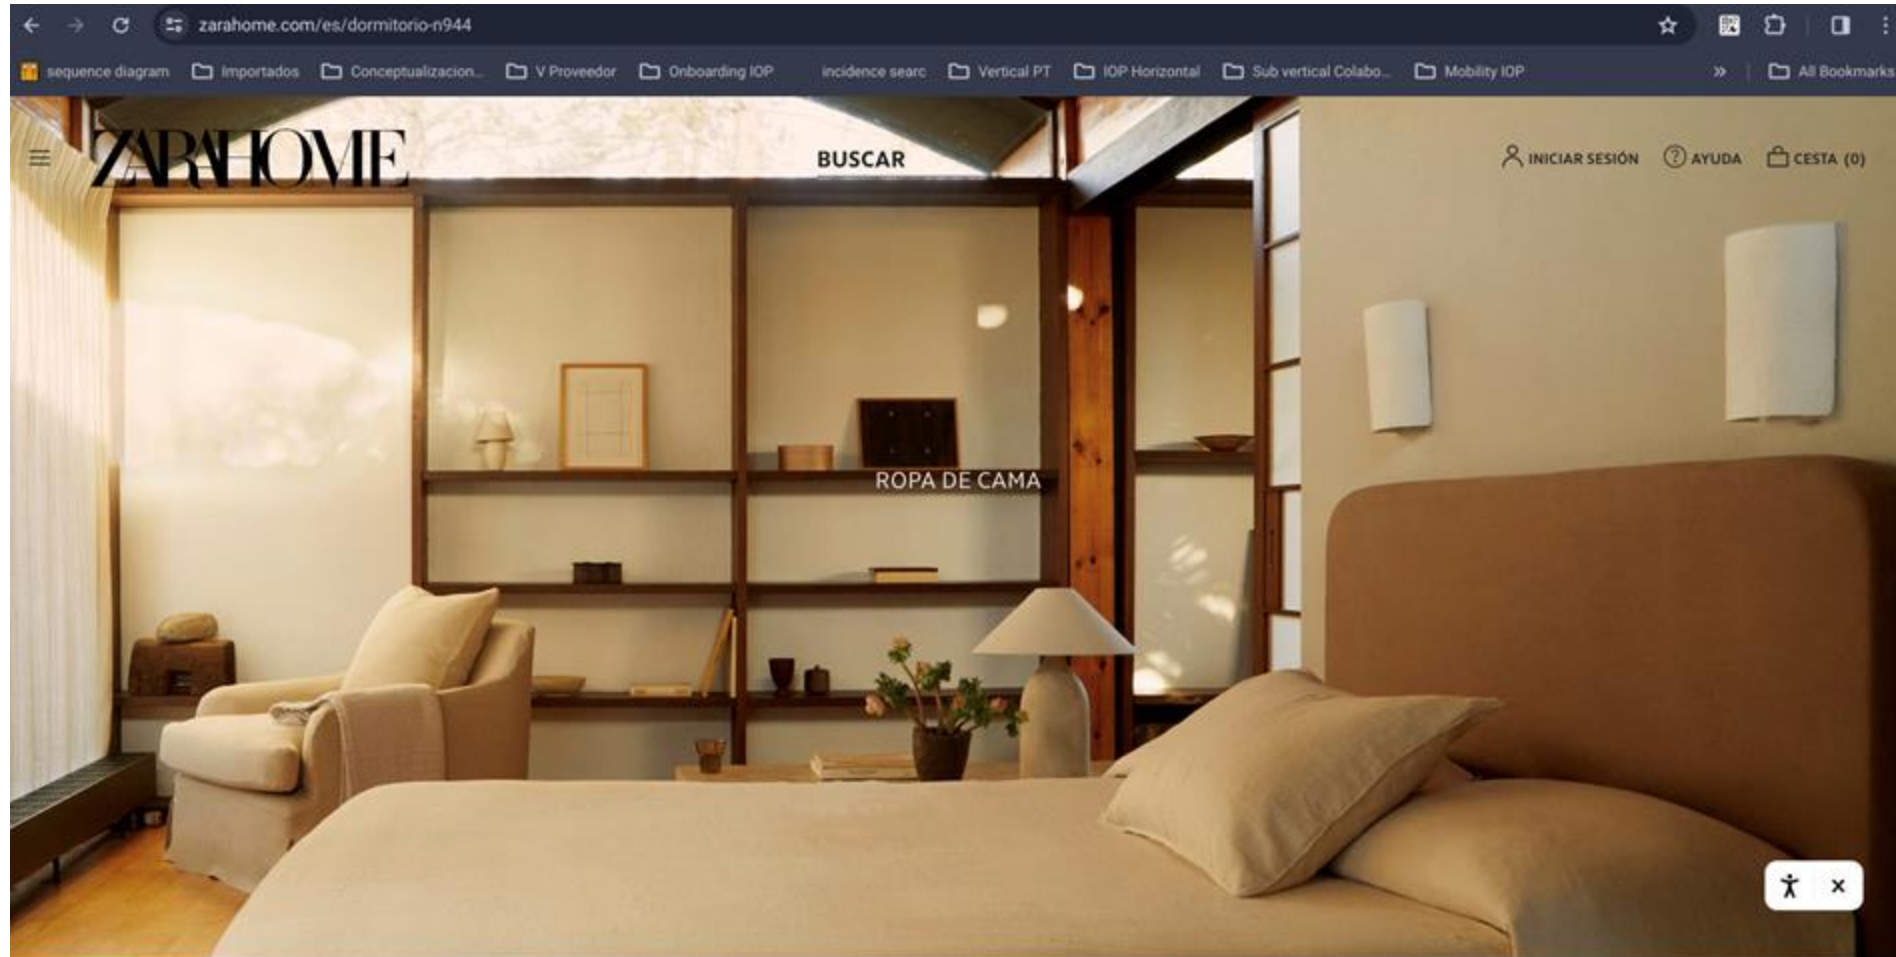 zarahome.com/es/dormitorio-n944
sequence diagram Importados Conceptualizacion... V Proveedor Onboarding IOP incidence searc Vertical PT IOP Horizontal Sub vertical Colabo... Mobility IOP » All Bookmarks
ZARAHOME BUSCAR INICIAR SESIÓN ? AYUDA CESTA (0)
ROPA DE CAMA